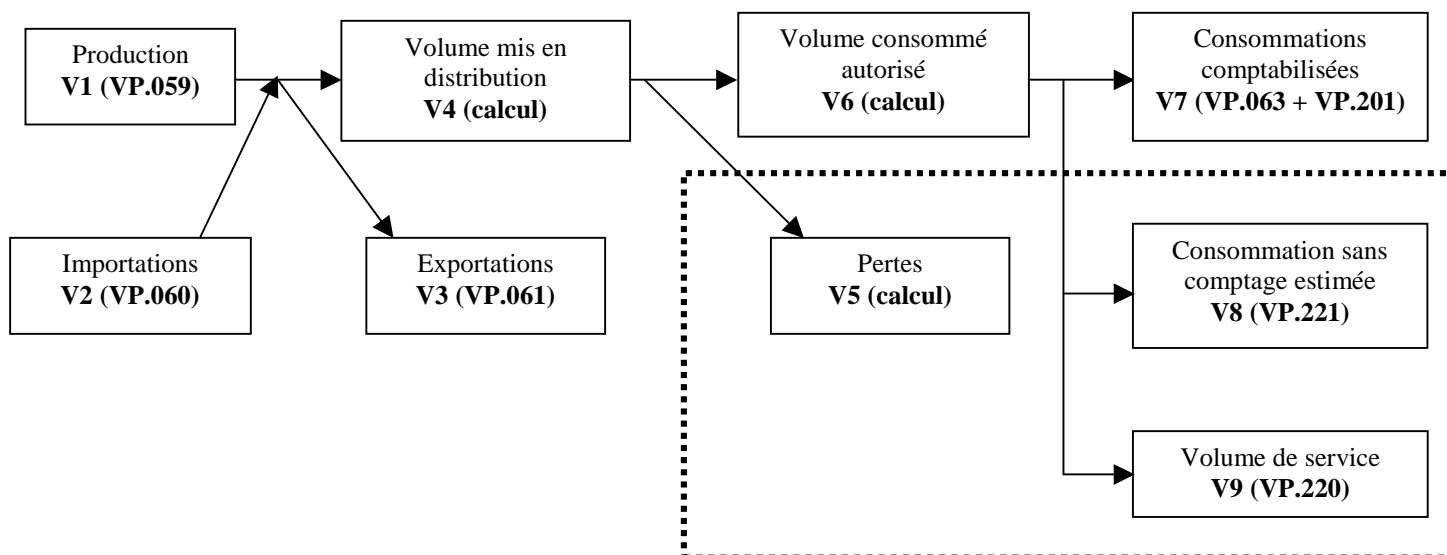 Production
V1 (VP.059)
Volume mis en
distribution
V4 (calcul)
Volume consommé
autorisé
V6 (calcul)
Consommations
comptabilisées
V7 (VP.063 + VP.201)
Importations
V2 (VP.060)
Exportations
V3 (VP.061)
Pertes
V5 (calcul)
Consommation sans
comptage estimée
V8 (VP.221)
Volume de service
V9 (VP.220)